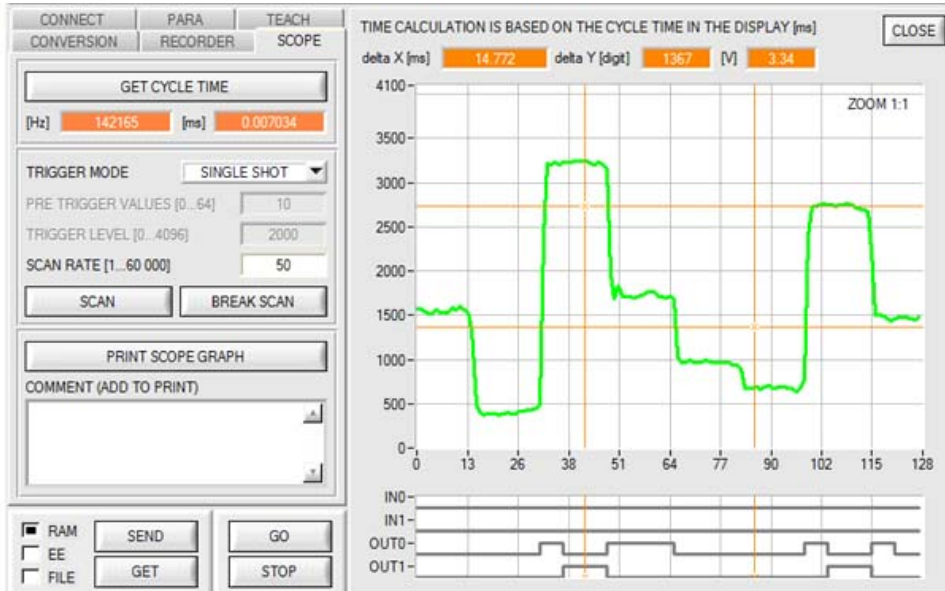 CONNECT PARA TEACH
CONVERSION RECORDER SCOPE
GET CYCLE TIME
[Hz] 142165 [ms] 0.007034
TRIGGER MODE SINGLE SHOT
PRE TRIGGER VALUES [0...64] 10
TRIGGER LEVEL [0...4096] 2000
SCAN RATE [1...60 000] 50
SCAN BREAK SCAN
PRINT SCOPE GRAPH
COMMENT (ADD TO PRINT)
RAM
EE
FILE
SEND
GET
GO
STOP
TIME CALCULATION IS BASED ON THE CYCLE TIME IN THE DISPLAY [ms]
CLOSE
delta X [ms] 14.772 delta Y [digit] 1367 [V] 3.34
ZOOM 1:1
4100
3500
3000
2500
2000
1500
1000
500
0
0 13 26 38 51 64 77 90 102 115 128
IN0
IN1
OUT0
OUT1